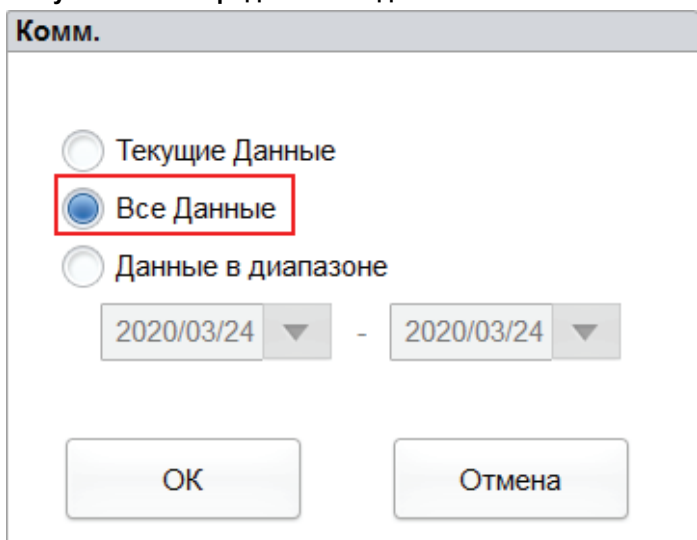 Комм.
Текущие Данные
Все Данные
Данные в диапазоне
2020/03/24 - 2020/03/24
ОК Отмена